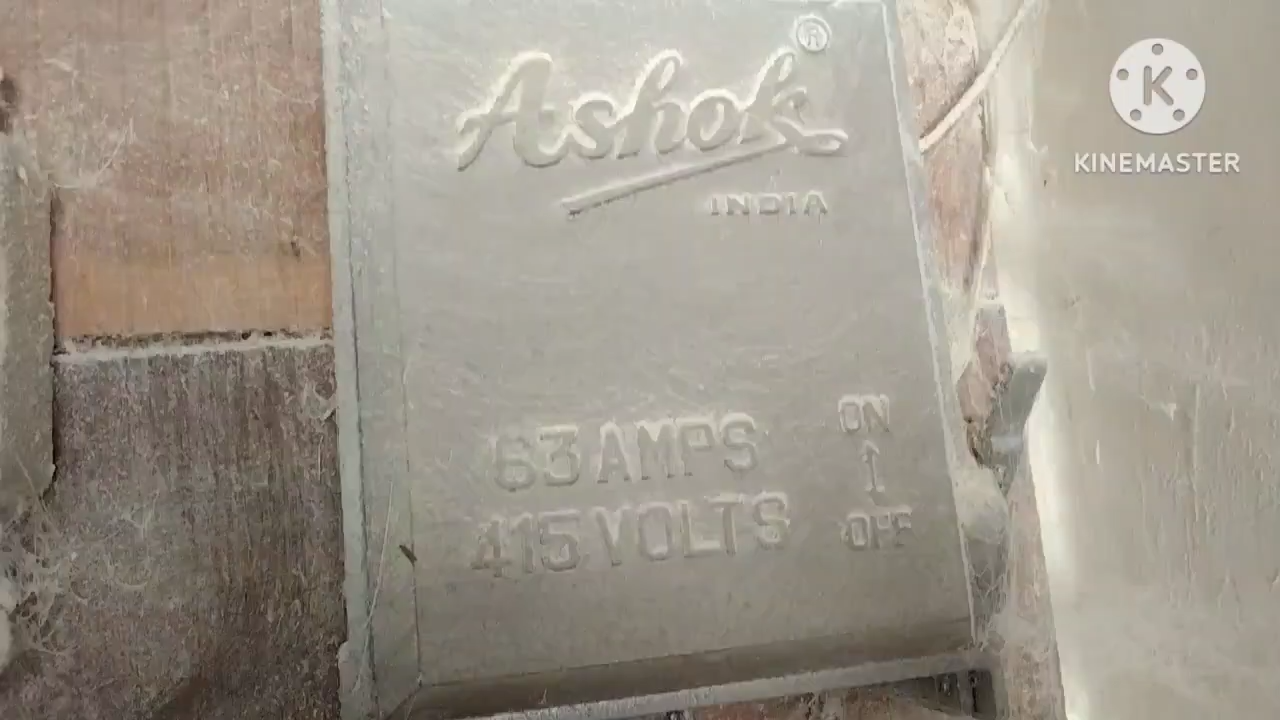 Ashok®
INDIA
63 AMPS
415 VOLTS
ON
OFF
K
KINEMASTER